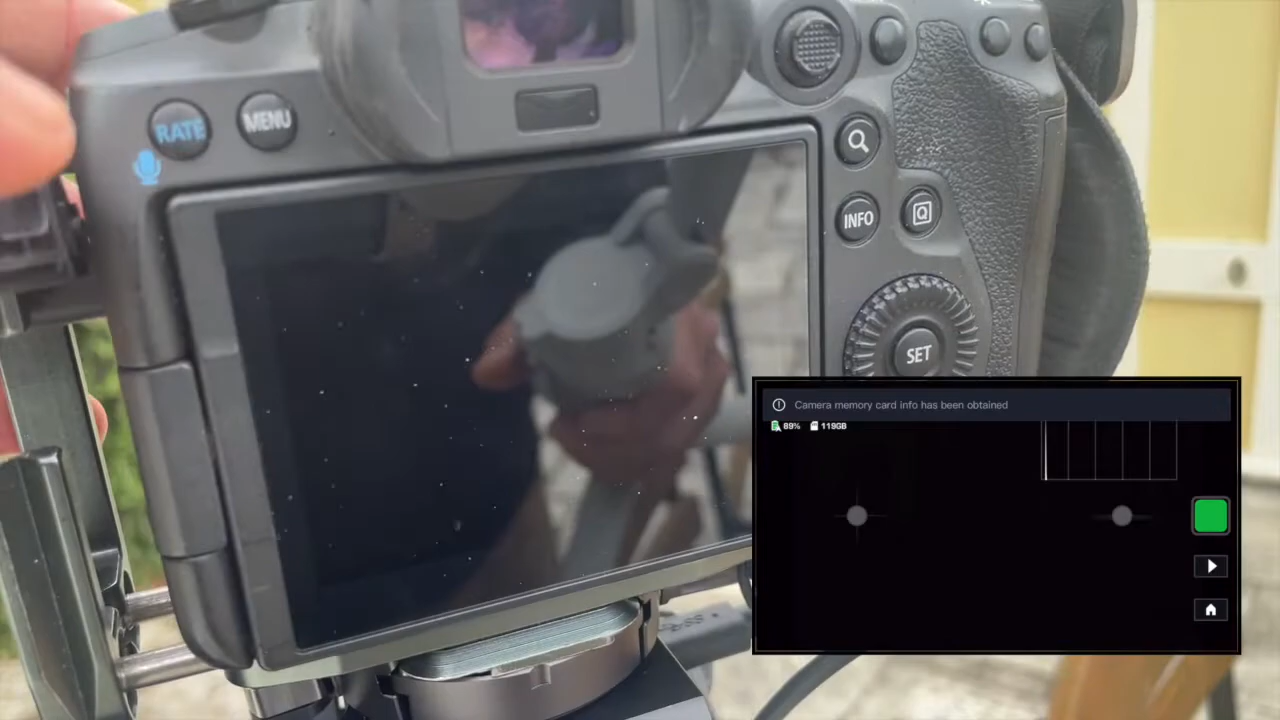 RATE
MENU
INFO
Q
SET
Camera memory card info has been obtained
89% 119GB